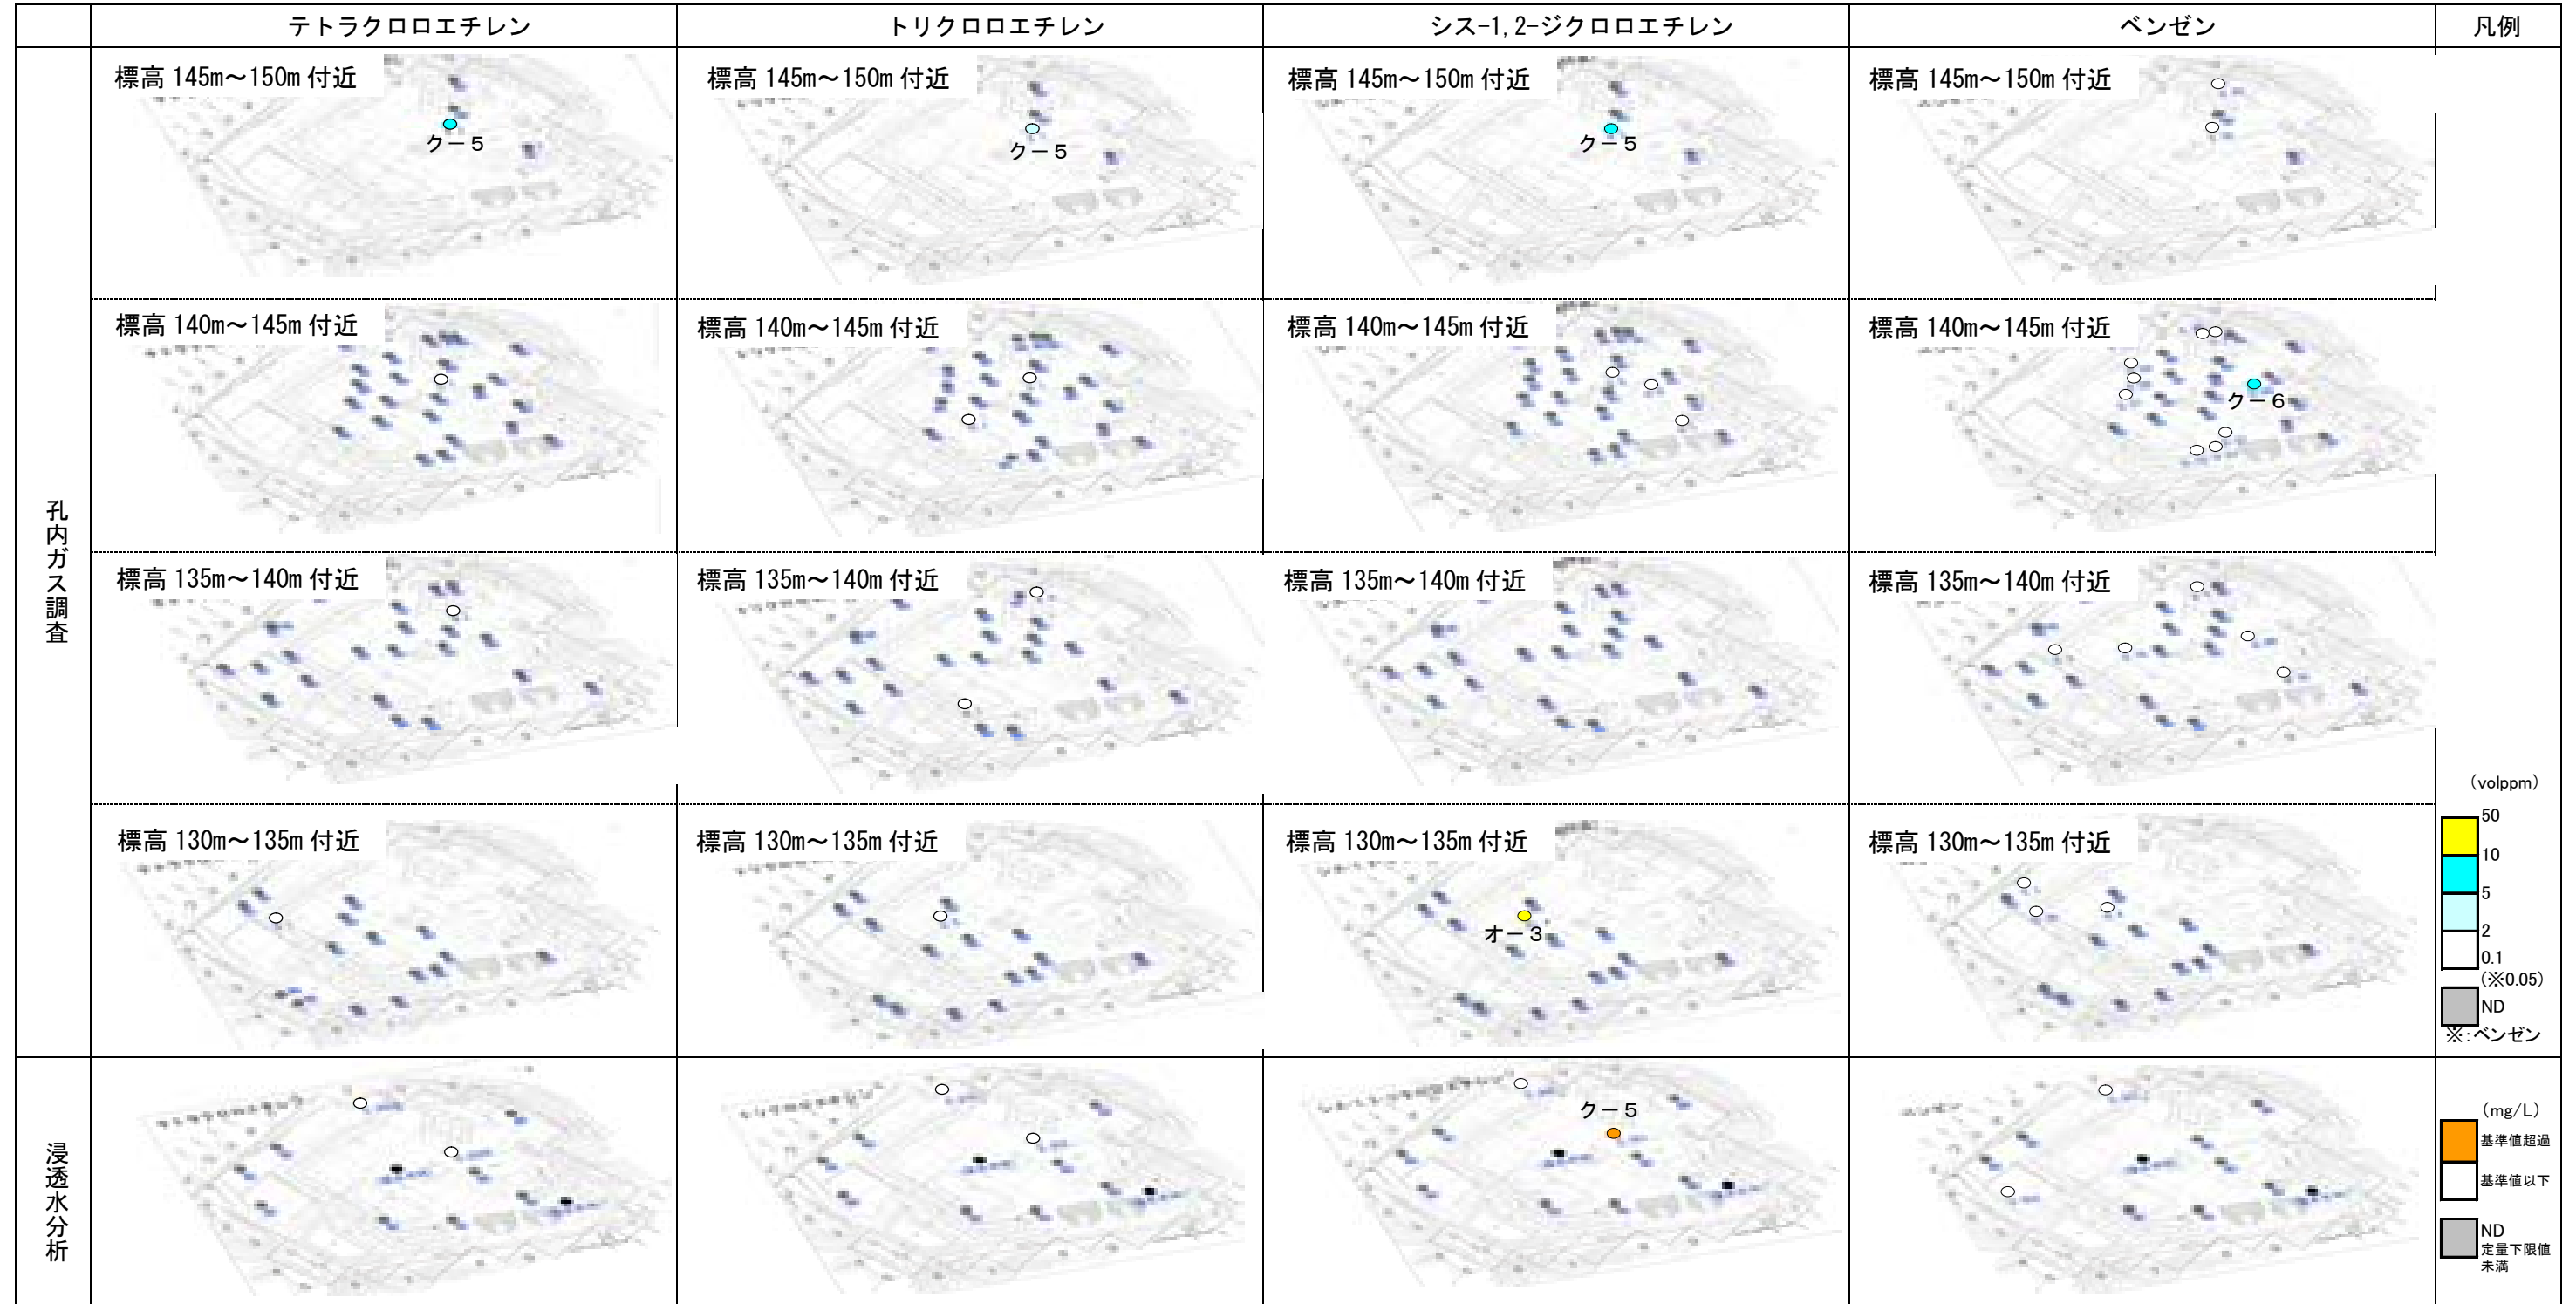 テトラクロロエチレン
トリクロロエチレン
シス-1,2-ジクロロエチレン
ベンゼン
凡例
孔内ガス調査
標高 145m～150m 付近
クー５
標高 145m～150m 付近
クー５
標高 145m～150m 付近
クー５
標高 145m～150m 付近
標高 140m～145m 付近
標高 140m～145m 付近
標高 140m～145m 付近
標高 140m～145m 付近
クー６
標高 135m～140m 付近
標高 135m～140m 付近
標高 135m～140m 付近
標高 135m～140m 付近
標高 130m～135m 付近
標高 130m～135m 付近
標高 130m～135m 付近
オー３
標高 130m～135m 付近
（volppm）
50
10
5
2
0.1
(※0.05)
ND
※:ベンゼン
浸透水分析
クー５
（mg/L）
基準値超過
基準値以下
ND
定量下限値
未満